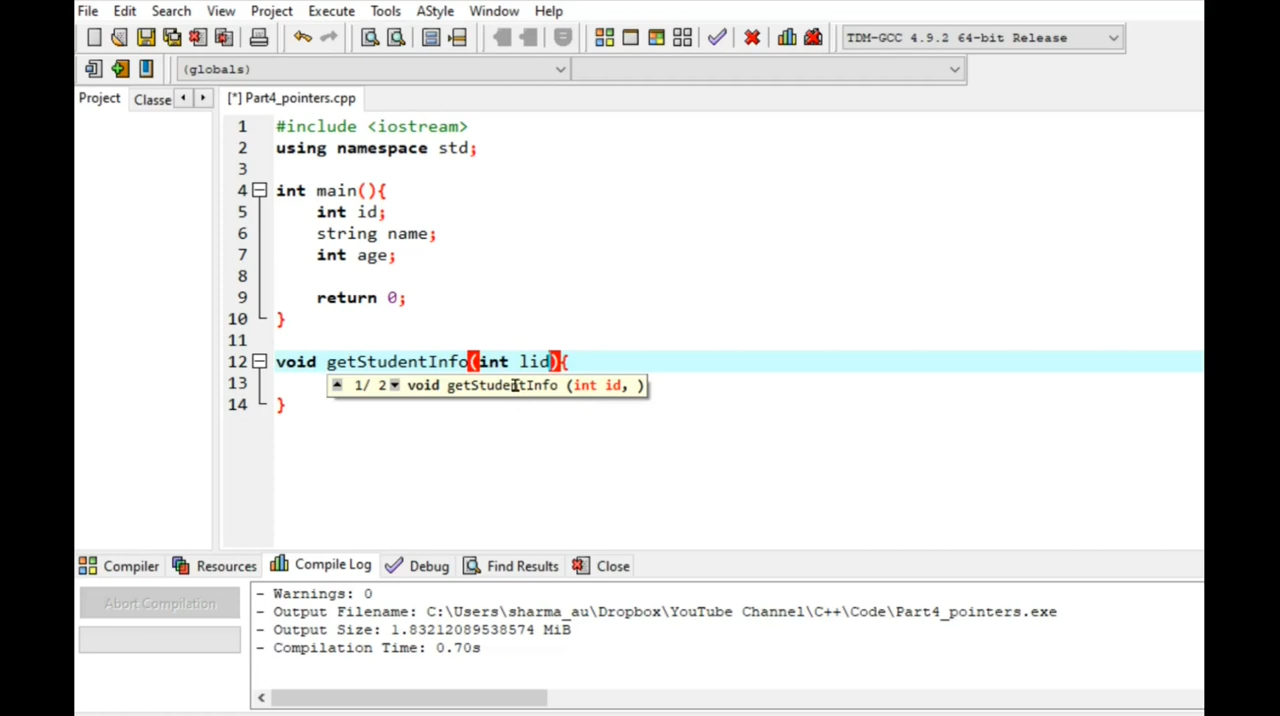 File Edit Search View Project Execute Tools AStyle Window Help
TDM-GCC 4.9.2 64-bit Release
(globals)
Project Classe [*] Part4_pointers.cpp
1 #include <iostream>
2 using namespace std;
3
4 int main(){
5 int id;
6 string name;
7 int age;
8
9 return 0;
10 }
11
12 void getStudentInfo(int lid){
13 1/ 2 void getStudentInfo (int id, )
14 }
Compiler Resources Compile Log Debug Find Results Close
Abort Compilation
- Warnings: 0
- Output Filename: C:\Users\sharma_au\Dropbox\YouTube Channel\C++\Code\Part4_pointers.exe
- Output Size: 1.83212089538574 MiB
- Compilation Time: 0.70s